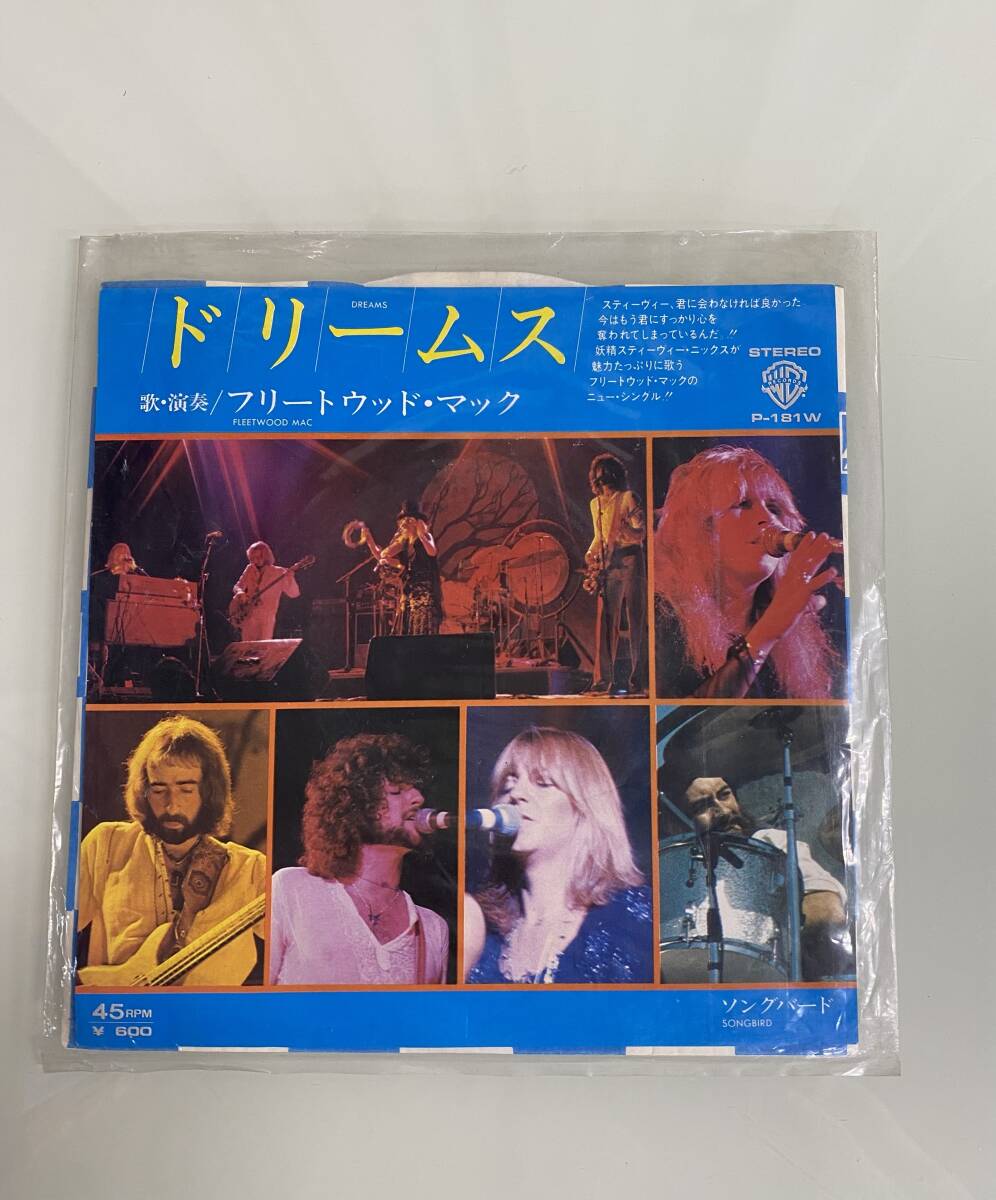 ドリームス
DREAMS
歌・演奏/フリートウッド・マック
FLEETWOOD MAC
スティーヴィー、君に会わなければ良かった
今はもう君にすっかり心を
奪われてしまっているんだ…!!
妖精スティーヴィー・ニックスが
魅力たっぷりに歌う
フリートウッド・マックの
ニュー・シングル!!
STEREO
WB
RECORDS
P-181W
45RPM
¥ 600
ソングバード
SONGBIRD